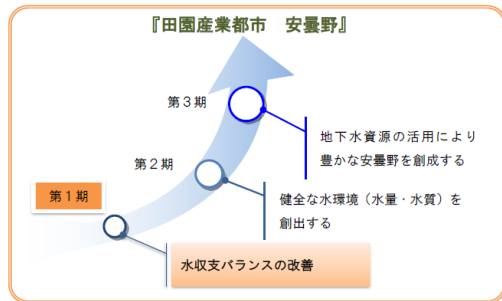 『田園産業都市　安曇野』
第３期
地下水資源の活用により
豊かな安曇野を創成する
第２期
健全な水環境（水量・水質）を
創出する
第１期
水収支バランスの改善